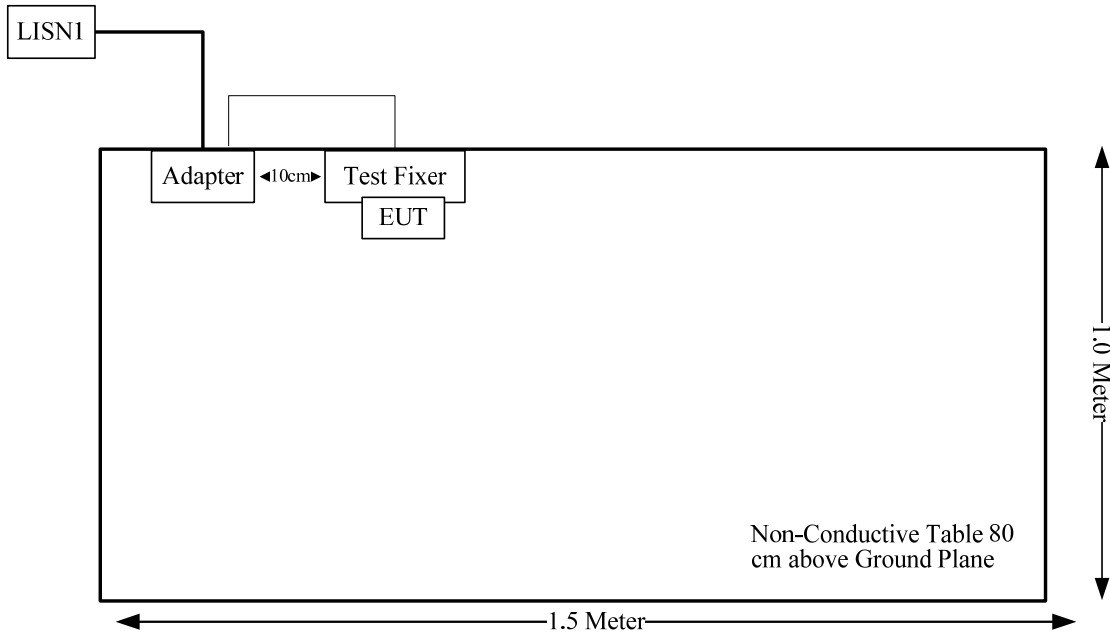 LISN1
Adapter
10cm
Test Fixer
EUT
1.0 Meter
Non-Conductive Table 80
cm above Ground Plane
1.5 Meter